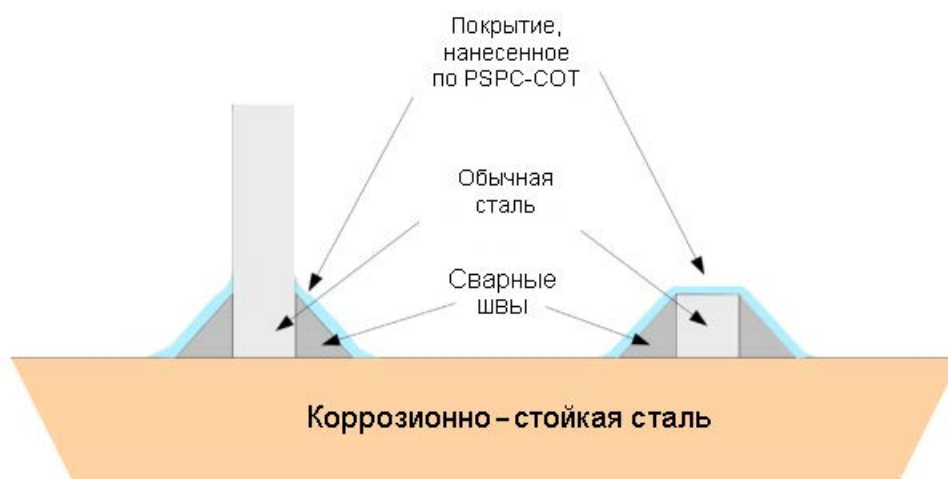 Покрытие,
нанесенное
по PSPC-COT
Обычная
сталь
Сварные
швы
Коррозионно-стойкая сталь